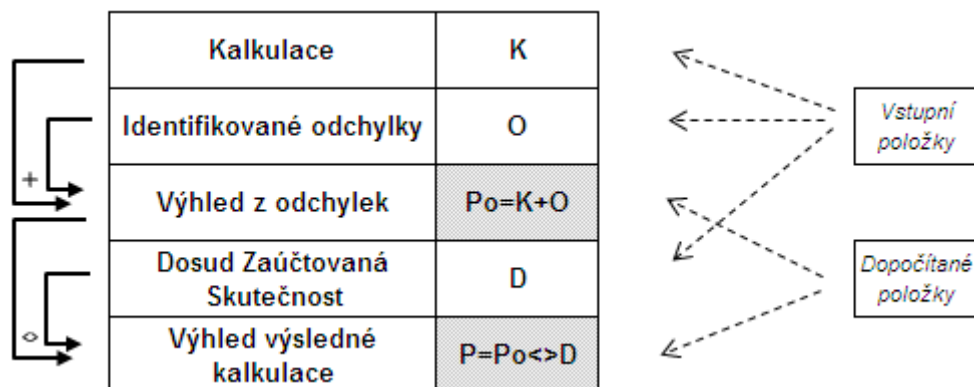 Kalkulace K
Identifikované odchylky O
Vstupní
položky
+
Výhled z odchylek Po=K+O
Dosud Zaúčtovaná
Skutečnost D
Dopočítané
položky
<>
Výhled výsledné
kalkulace P=Po<>D